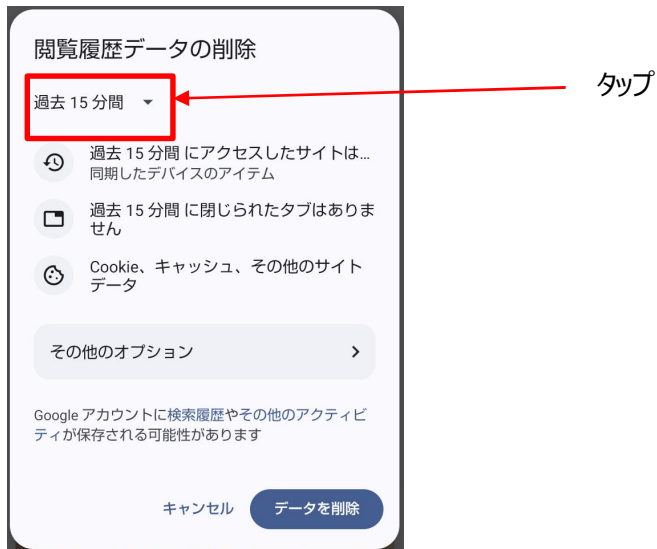 閲覧履歴データの削除
過去 15 分間
タップ
過去 15 分間 にアクセスしたサイトは...
同期したデバイスのアイテム
過去 15 分間 に閉じられたタブはありま
せん
Cookie、キャッシュ、その他のサイト
データ
その他のオプション
Google アカウントに検索履歴やその他のアクティビ
ティが保存される可能性があります
キャンセル
データを削除